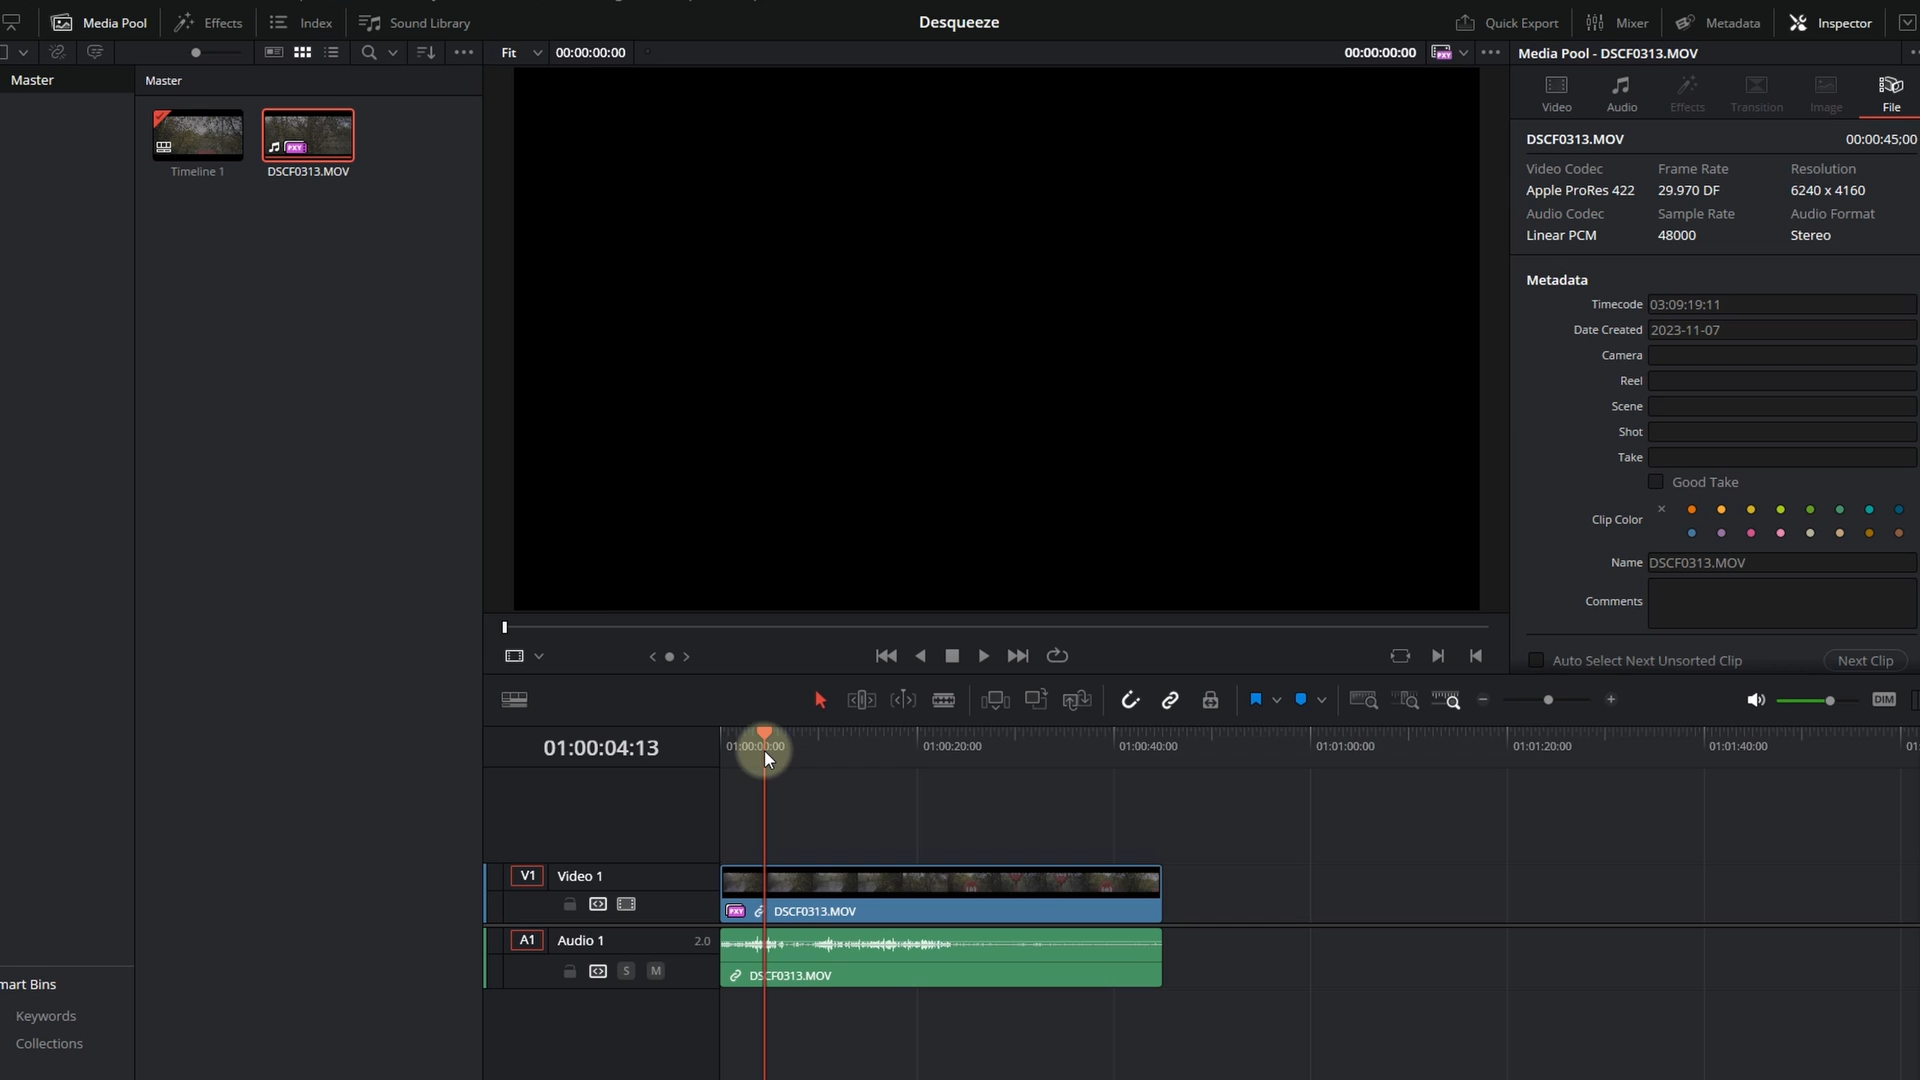 Media Pool
Effects
Index
Sound Library
Desqueeze
Quick Export
Mixer
Metadata
Inspector
Fit
00:00:00:00
00:00:00:00
Media Pool - DSCF0313.MOV
Master
Master
Timeline 1
PXY
DSCF0313.MOV
PXY
Video
Audio
Effects
Transition
Image
File
DSCF0313.MOV
00:00:45;00
Video Codec
Frame Rate
Resolution
Apple ProRes 422
29.970 DF
6240 x 4160
Audio Codec
Sample Rate
Audio Format
Linear PCM
48000
Stereo
Metadata
Timecode 03:09:19:11
Date Created 2023-11-07
Camera
Reel
Scene
Shot
Take
Good Take
Clip Color
Name DSCF0313.MOV
Comments
Auto Select Next Unsorted Clip
Next Clip
DIM
01:00:04:13
01:00:00:00
01:00:20:00
01:00:40:00
01:01:00:00
01:01:20:00
01:01:40:00
V1
Video 1
PXY
DSCF0313.MOV
A1
Audio 1
2.0
S
M
DSCF0313.MOV
mart Bins
Keywords
Collections